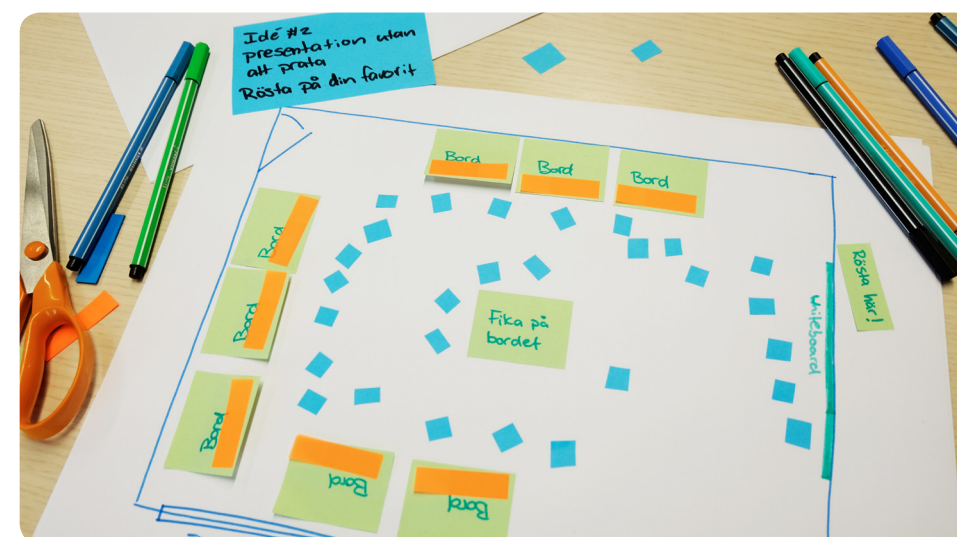 Idé #2
presentation utan
att prata
Rösta på din favorit
Bord
Bord
Bord
Bord
Bord
Bord
Fika på
bordet
Whiteboard
Rösta här!
Bord
Bord